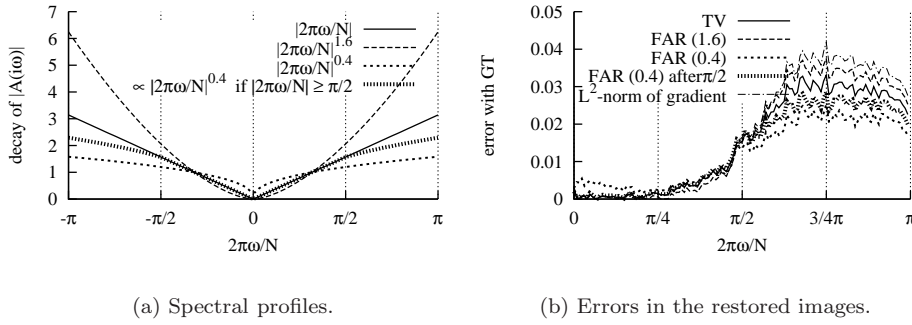 decay of |A(iω)|
7
6
5
4
3
2
1
0
|2πω/N|
|2πω/N|^1.6
|2πω/N|^0.4
∝ |2πω/N|^0.4 if |2πω/N| ≥ π/2
-π
-π/2
0
π/2
π
2πω/N
(a) Spectral profiles.
error with GT
0.05
0.04
0.03
0.02
0.01
0
TV
FAR (1.6)
FAR (0.4)
FAR (0.4) afterπ/2
L^2-norm of gradient
0
π/4
π/2
3/4π
π
2πω/N
(b) Errors in the restored images.